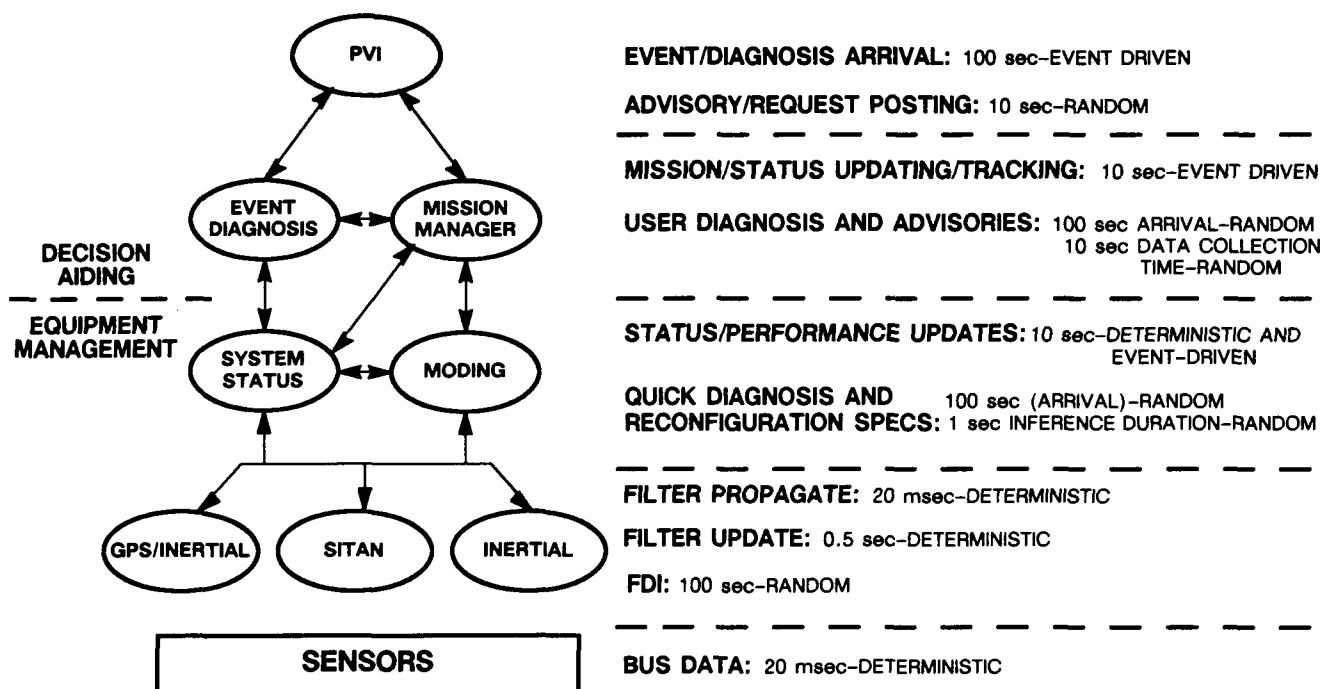 PVI
EVENT
DIAGNOSIS
MISSION
MANAGER
DECISION
AIDING
EQUIPMENT
MANAGEMENT
SYSTEM
STATUS
MODING
GPS/INERTIAL
SITAN
INERTIAL
SENSORS
EVENT/DIAGNOSIS ARRIVAL: 100 sec–EVENT DRIVEN
ADVISORY/REQUEST POSTING: 10 sec–RANDOM
MISSION/STATUS UPDATING/TRACKING: 10 sec–EVENT DRIVEN
USER DIAGNOSIS AND ADVISORIES: 100 sec ARRIVAL–RANDOM
10 sec DATA COLLECTION
TIME–RANDOM
STATUS/PERFORMANCE UPDATES: 10 sec–DETERMINISTIC AND
EVENT–DRIVEN
QUICK DIAGNOSIS AND 100 sec (ARRIVAL)–RANDOM
RECONFIGURATION SPECS: 1 sec INFERENCE DURATION–RANDOM
FILTER PROPAGATE: 20 msec–DETERMINISTIC
FILTER UPDATE: 0.5 sec–DETERMINISTIC
FDI: 100 sec–RANDOM
BUS DATA: 20 msec–DETERMINISTIC